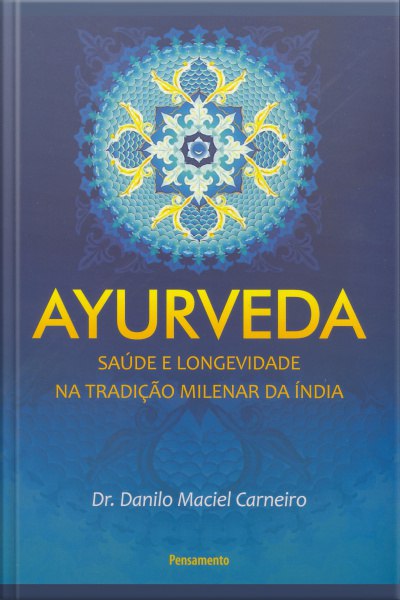 AYURVEDA
SAÚDE E LONGEVIDADE
NA TRADIÇÃO MILENAR DA ÍNDIA
Dr. Danilo Maciel Carneiro
Pensamento